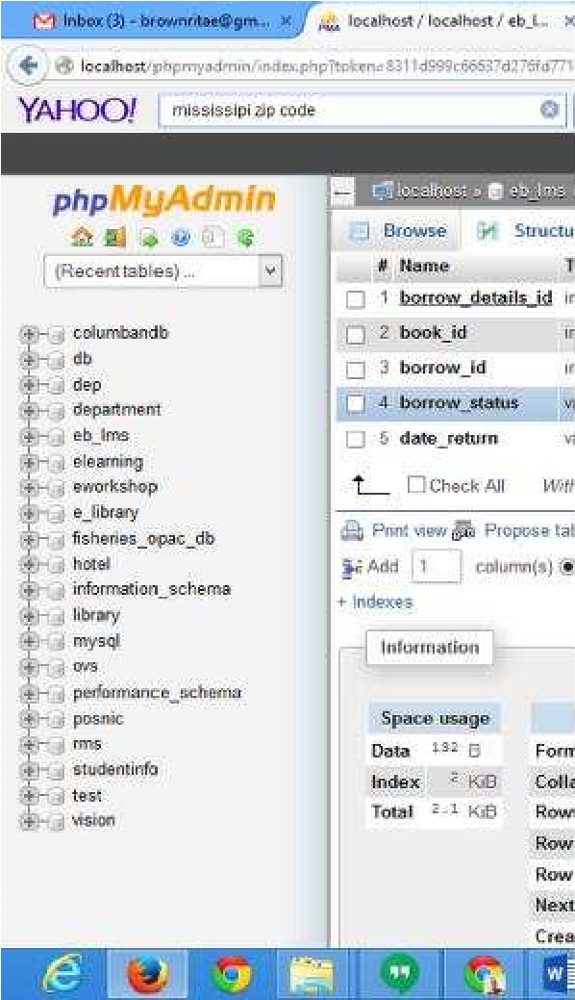 Inbox (3) - brownritae@gm... ×
localhost / localhost / eb_l... ×
localhost/phpmyadmin/index.php?token=8311d999c66637d276fd771
YAHOO! mississipi zip code
phpMyAdmin
(Recent tables) ...
columbandb
db
dep
department
eb_lms
elearning
eworkshop
e_library
fisheries_opac_db
hotel
information_schema
library
mysql
ovs
performance_schema
posnic
rms
studentinfo
test
vision
← localhost » eb_lms
Browse Structu
# Name T
1 borrow_details_id in
2 book_id in
3 borrow_id in
4 borrow_status va
5 date_return va
Check All With
Print view Propose tab
Add 1 column(s)
+ Indexes
Information
Space usage
Data 132 B Form
Index 2 KiB Colla
Total 2.1 KiB Rows
Row
Row
Next
Crea